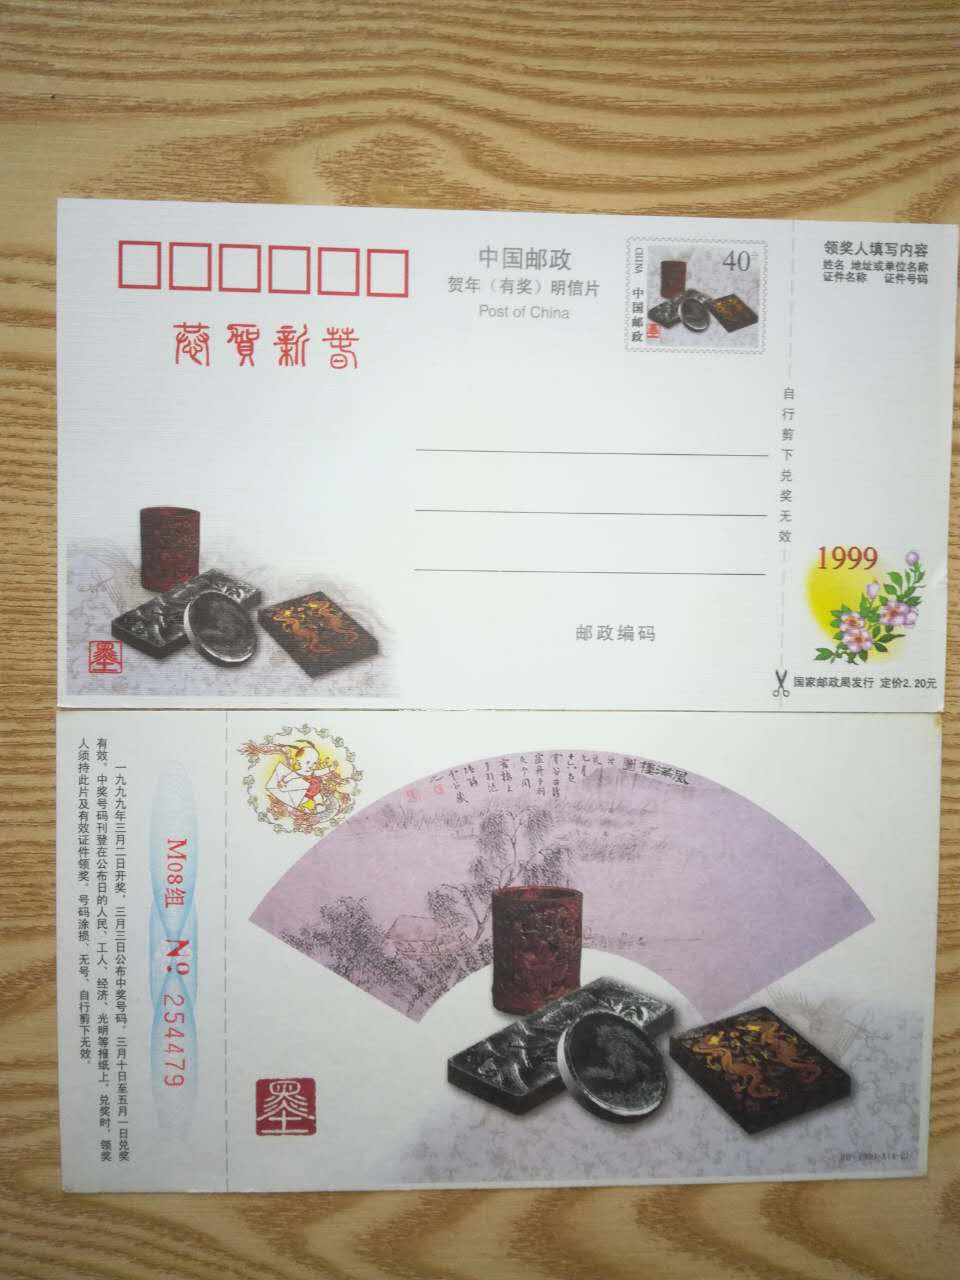 恭贺新禧
中国邮政
贺年（有奖）明信片
Post of China
CHINA
中国邮政
40
墨
领奖人填写内容
姓名 地址或单位名称
证件名称 证件号码
自行剪下兑奖无效
墨
邮政编码
1999
国家邮政局发行 定价2.20元
一九九九年三月二日开奖，三月三日公布中奖号码。三月十日至五月一日兑奖
有效。中奖号码刊登在公布日的人民、工人、经济、光明等报纸上，兑奖时，领奖
人须持此片及有效证件领奖。号码涂损、无号、自行剪下无效。
M08组 No: 254479
墨